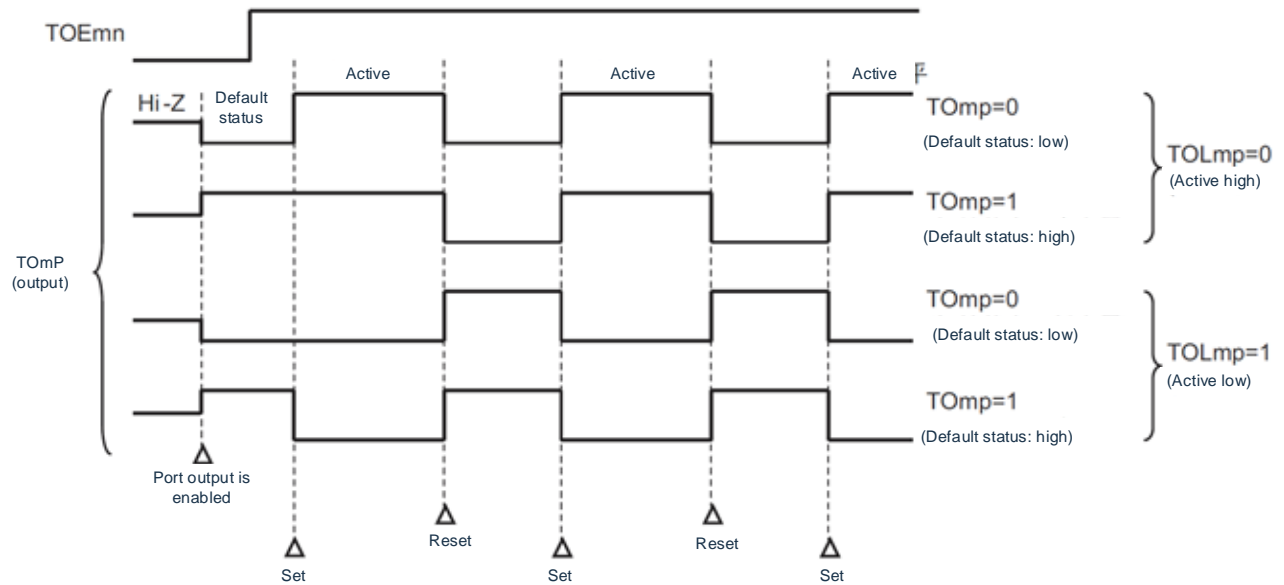 TOEmn
Active
Active
Active
平
Hi-Z
Default
status
TOmp=0
(Default status: low)
TOLmp=0
(Active high)
TOmp=1
(Default status: high)
TOmP
(output)
TOmp=0
(Default status: low)
TOLmp=1
(Active low)
TOmp=1
(Default status: high)
Port output is
enabled
Reset
Reset
Set
Set
Set